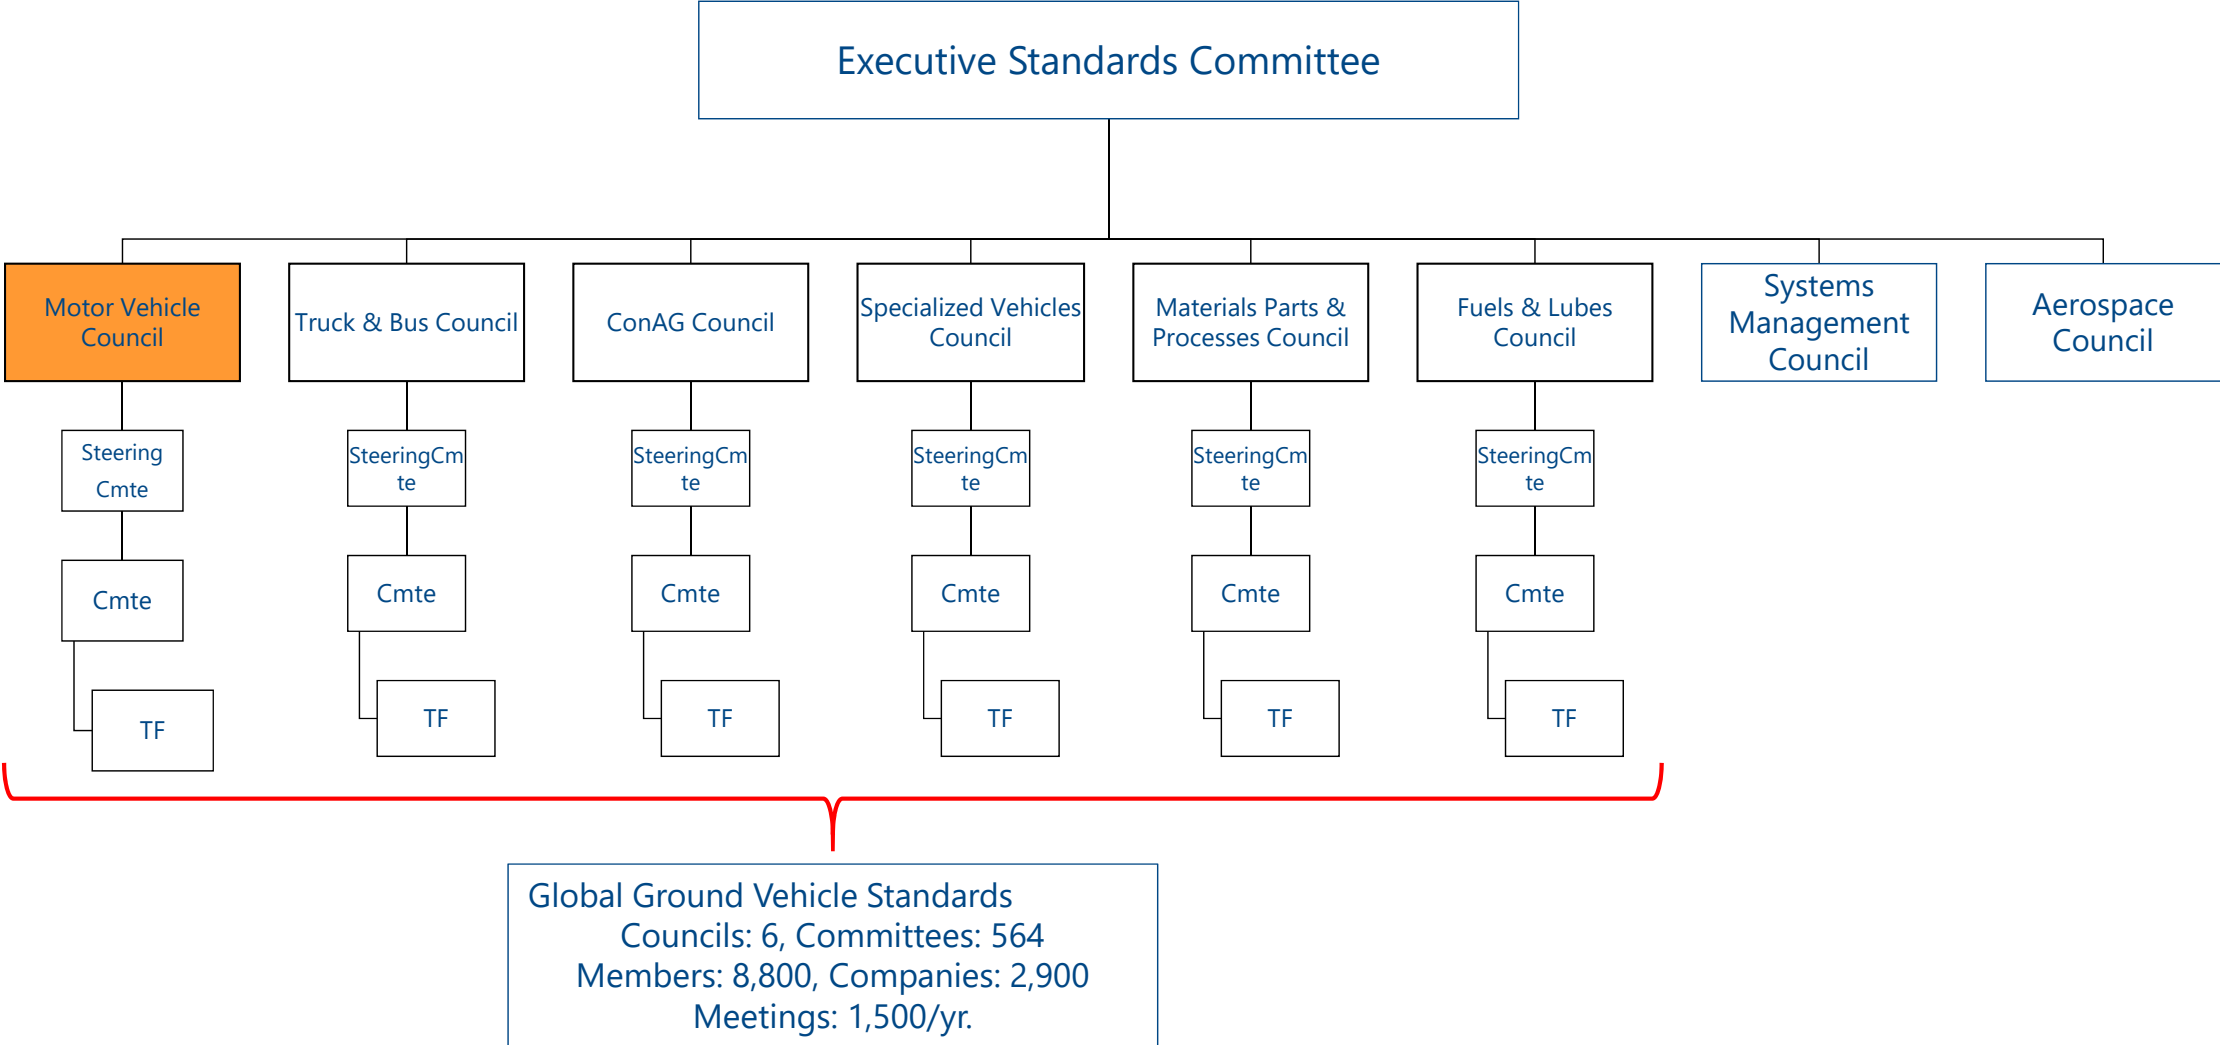 Executive Standards Committee
Motor Vehicle
Council
Truck & Bus Council
ConAG Council
Specialized Vehicles
Council
Materials Parts &
Processes Council
Fuels & Lubes
Council
Systems
Management
Council
Aerospace
Council
Steering
Cmte
SteeringCm
te
SteeringCm
te
SteeringCm
te
SteeringCm
te
SteeringCm
te
Cmte
Cmte
Cmte
Cmte
Cmte
Cmte
TF
TF
TF
TF
TF
TF
Global Ground Vehicle Standards
Councils: 6, Committees: 564
Members: 8,800, Companies: 2,900
Meetings: 1,500/yr.